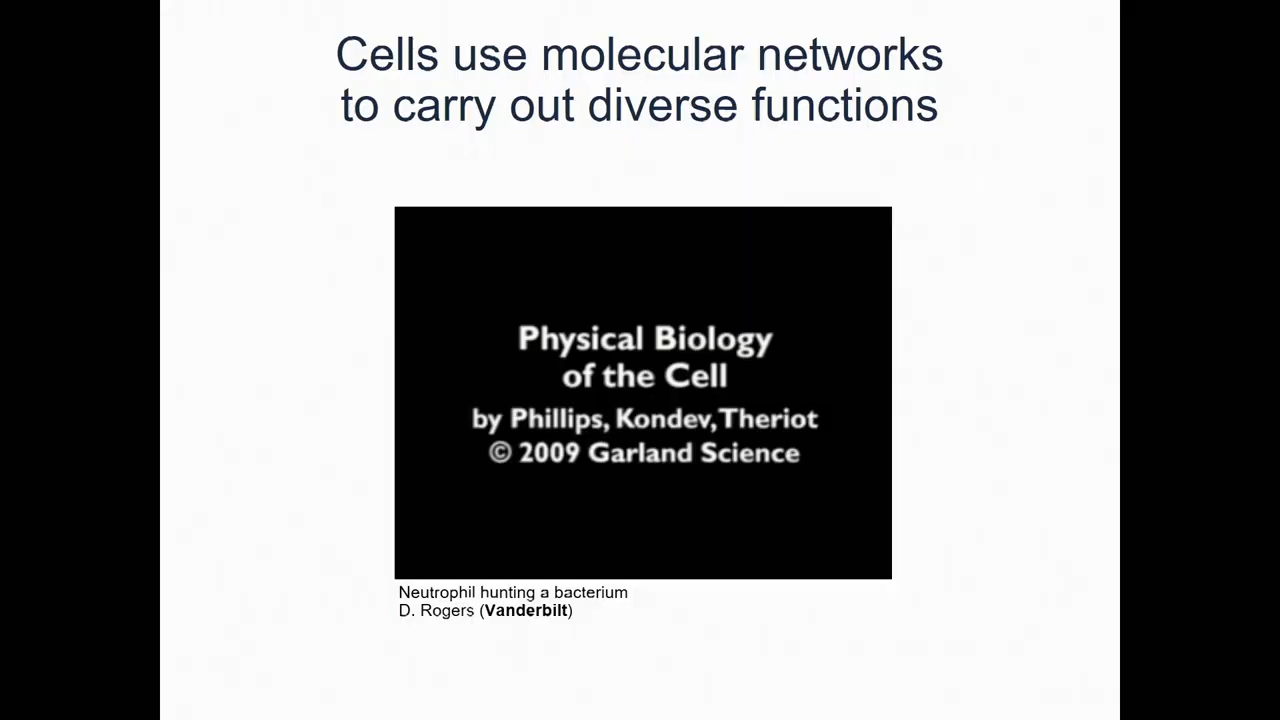 Cells use molecular networks
to carry out diverse functions
Physical Biology
of the Cell
by Phillips, Kondev,Theriot
© 2009 Garland Science
Neutrophil hunting a bacterium
D. Rogers (Vanderbilt)